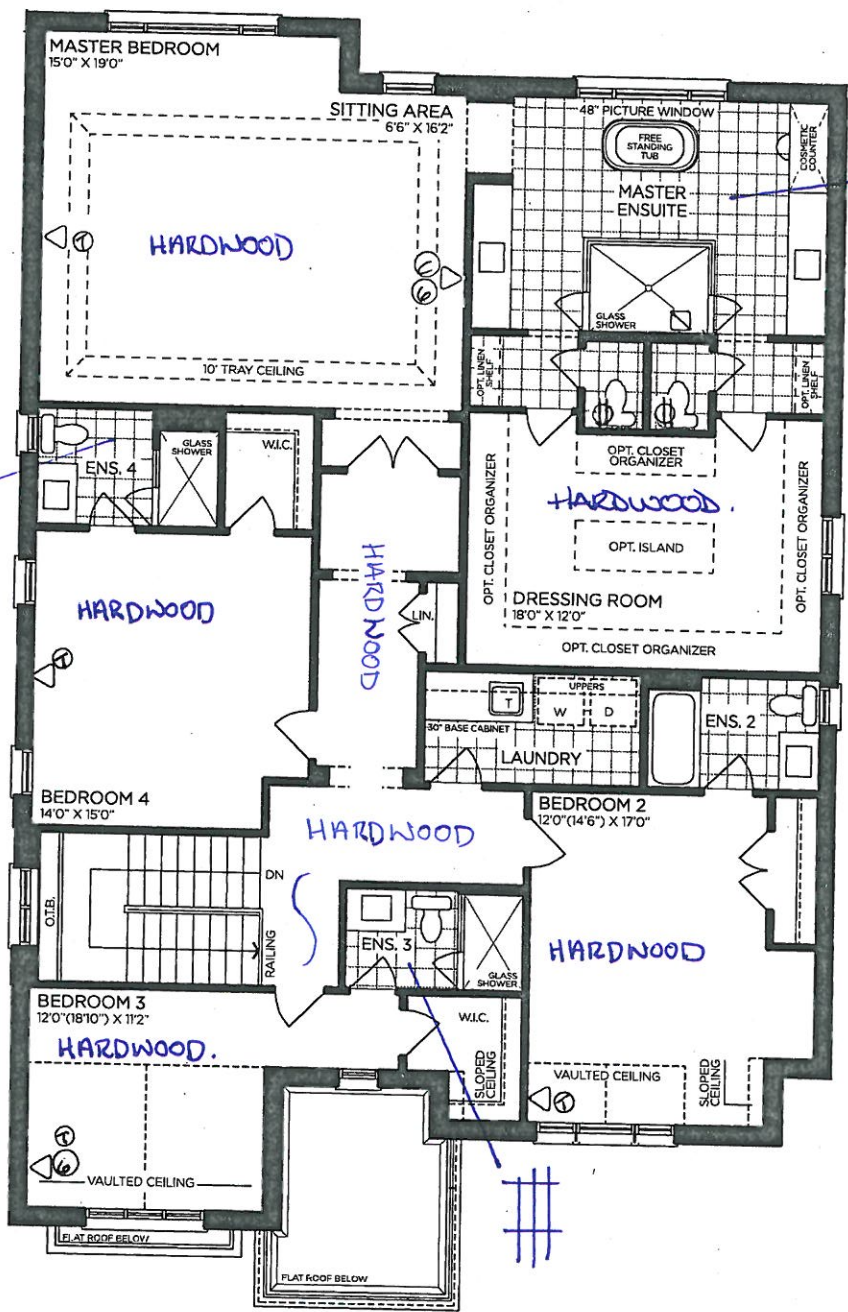 MASTER BEDROOM
15'0" X 19'0"
SITTING AREA
6'6" X 16'2"
48" PICTURE WINDOW
FREE
STANDING
TUB
COSMETIC
COUNTER
MASTER
ENSUITE
HARDWOOD
T
T
6
GLASS
SHOWER
10' TRAY CEILING
OPT. LINEN
SHELF
OPT. LINEN
SHELF
ENS. 4
GLASS
SHOWER
W.I.C.
OPT. CLOSET
ORGANIZER
OPT. CLOSET ORGANIZER
HARDWOOD.
OPT. CLOSET ORGANIZER
OPT. ISLAND
DRESSING ROOM
18'0" X 12'0"
OPT. CLOSET ORGANIZER
HARDWOOD
HARDWOOD
LIN.
T
UPPERS
T
W
D
30" BASE CABINET
LAUNDRY
ENS. 2
BEDROOM 4
14'0" X 15'0"
BEDROOM 2
12'0"(14'6") X 17'0"
HARDWOOD
O.T.B.
DN
RAILING
ENS. 3
GLASS
SHOWER
HARDWOOD
BEDROOM 3
12'0"(18'10") X 11'2"
HARDWOOD.
W.I.C.
SLOPED
CEILING
VAULTED CEILING
SLOPED
CEILING
T
T
6
VAULTED CEILING
FLAT ROOF BELOW
FLAT ROOF BELOW